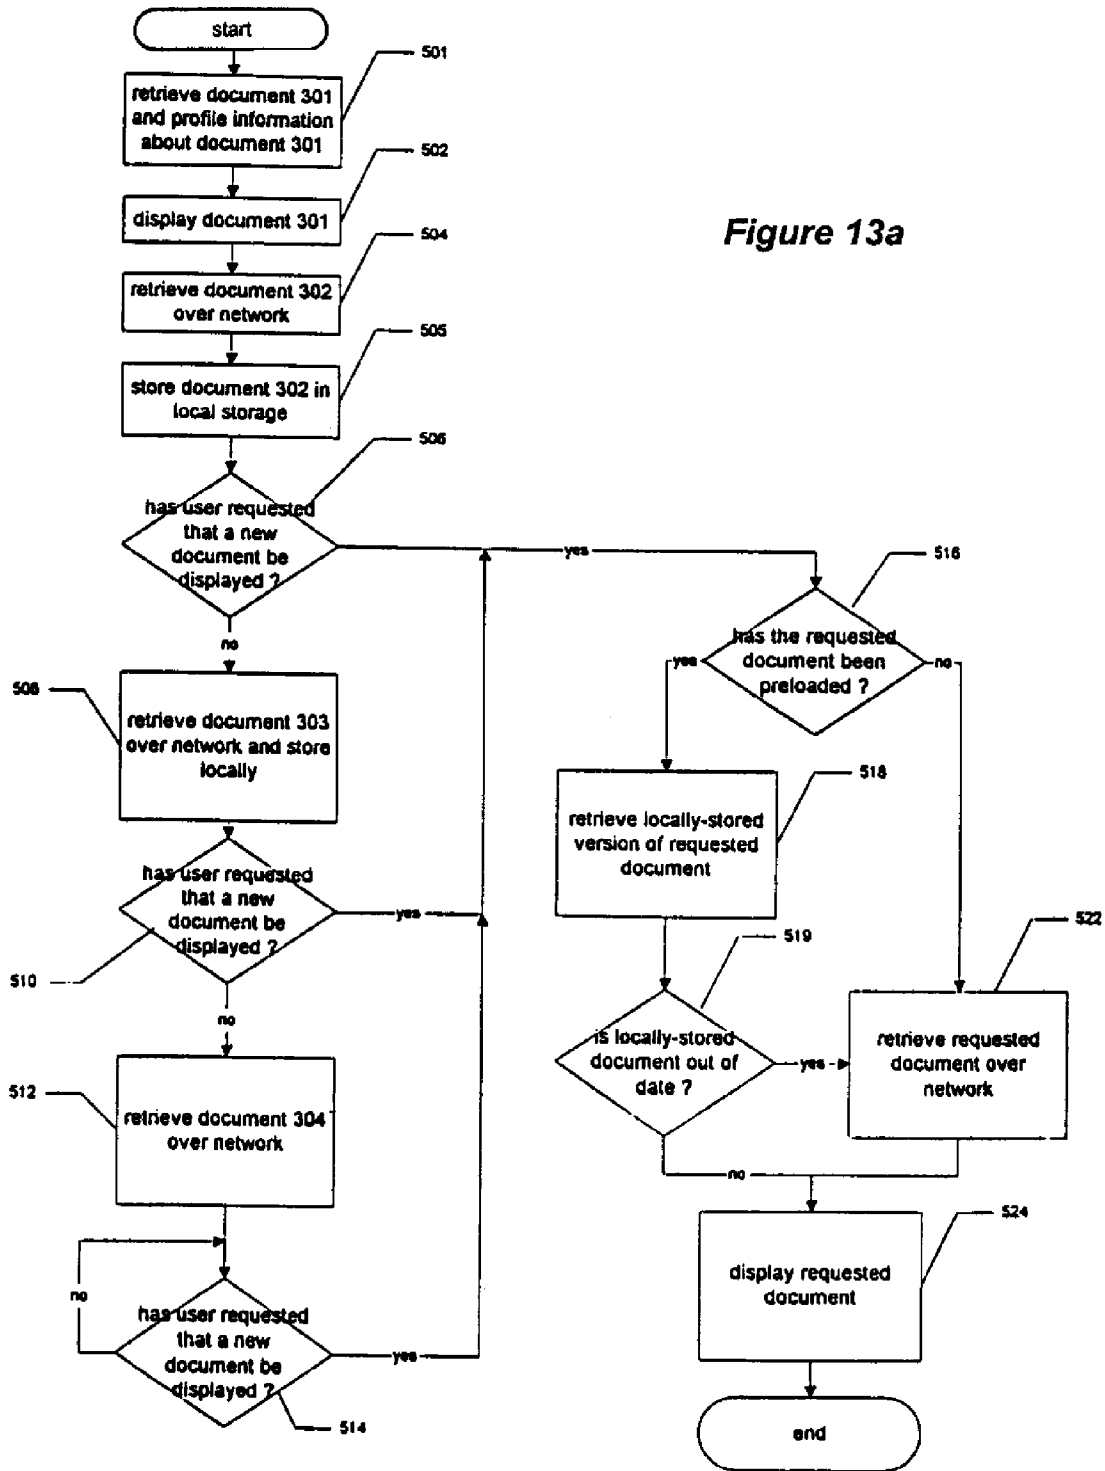 start
501
retrieve document 301
and profile information
about document 301
502
display document 301
Figure 13a
504
retrieve document 302
over network
505
store document 302 in
local storage
506
has user requested
that a new
document be
displayed ?
yes
no
516
has the requested
document been
preloaded ?
yes
no
508
retrieve document 303
over network and store
locally
518
retrieve locally-stored
version of requested
document
has user requested
that a new
document be
displayed ?
yes
510
no
519
is locally-stored
document out of
date ?
yes
no
522
retrieve requested
document over
network
512
retrieve document 304
over network
524
display requested
document
no
has user requested
that a new
document be
displayed ?
yes
514
end